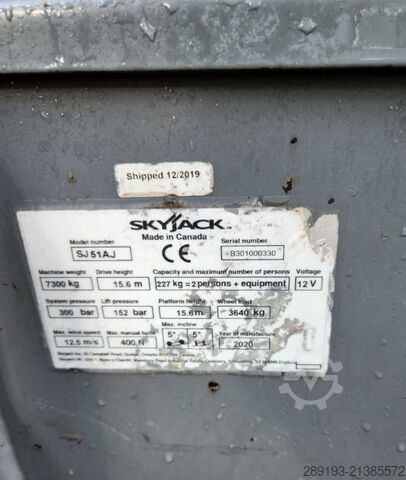 Shipped 12/2019
SKYJACK
Made in Canada
CE
Model number
SJ 51AJ
Serial number
B301000330
Machine weight Drive height Capacity and maximum number of persons Voltage
7300 kg 15.6 m 227 kg = 2 persons + equipment 12 V
System pressure Lift pressure Platform height Wheel load
300 bar 152 bar 15.6m 3640 kg
Max. wind speed Max. manual force Max. incline Year of manufacture
12.5 m/s 400 N 5° 2020
289193-21385572